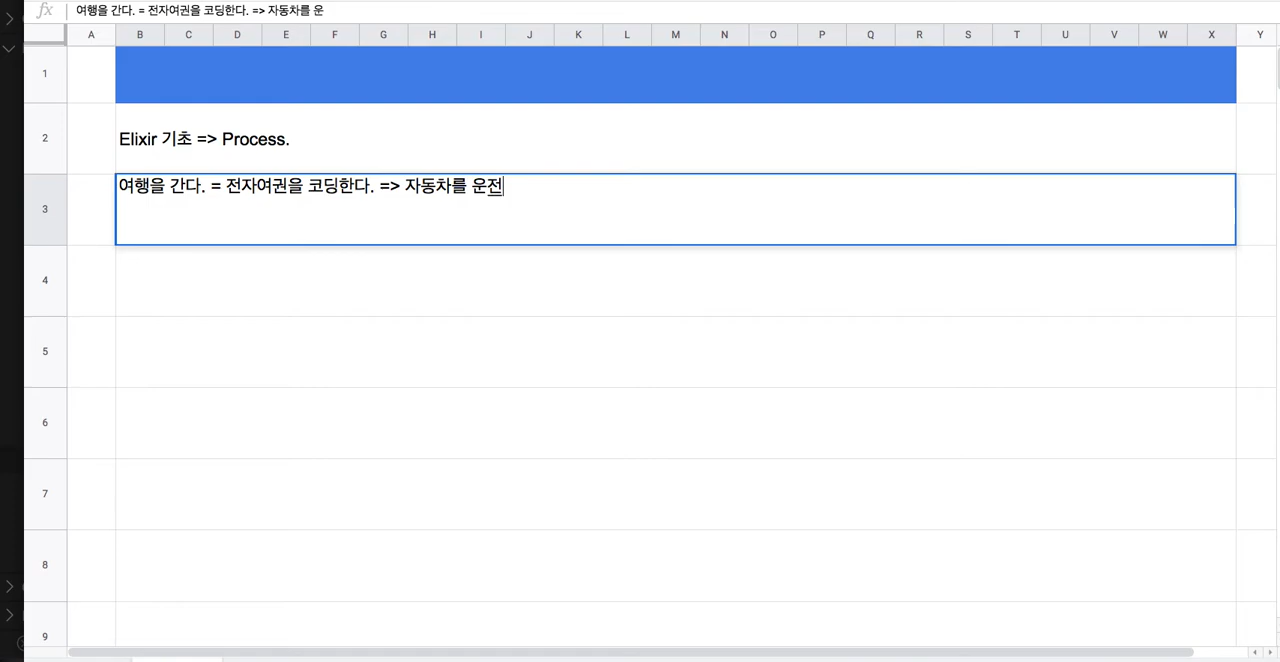 fx 여행을 간다. = 전자여권을 코딩한다. => 자동차를 운
A B C D E F G H I J K L M N O P Q R S T U V W X Y
1
2 Elixir 기초 => Process.
3 여행을 간다. = 전자여권을 코딩한다. => 자동차를 운전
4
5
6
7
8
9